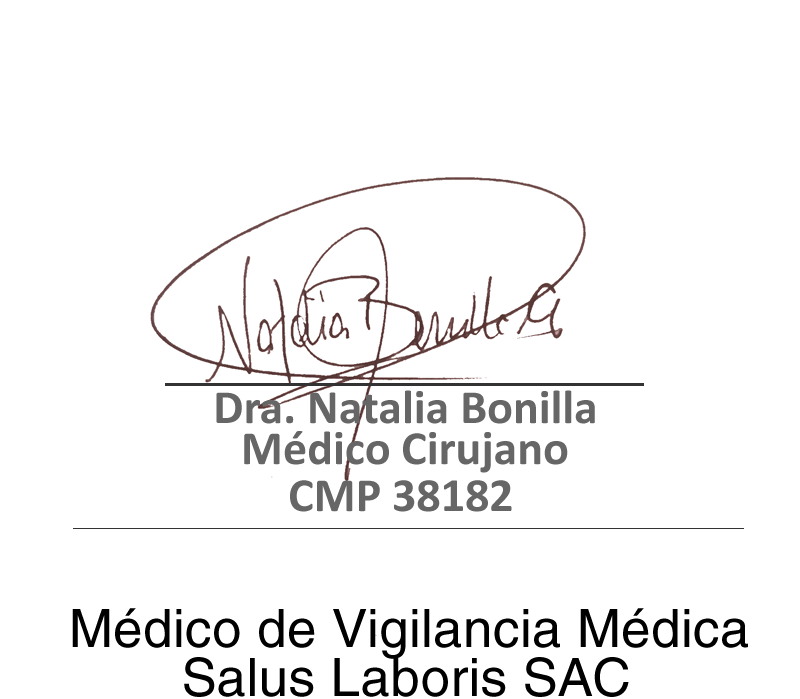 Natalia Bonilla G
Dra. Natalia Bonilla
Médico Cirujano
CMP 38182
Médico de Vigilancia Médica
Salus Laboris SAC